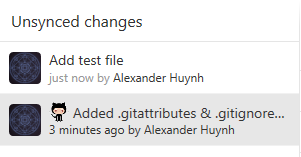 Unsynced changes
Add test file
just now by Alexander Huynh
Added .gitattributes & .gitignore...
3 minutes ago by Alexander Huynh